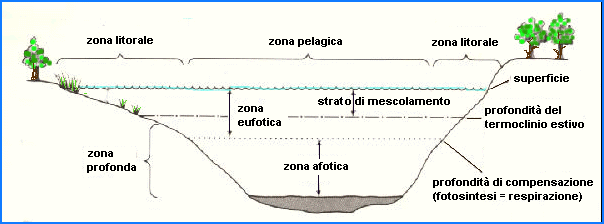 zona litorale
zona pelagica
zona litorale
superficie
strato di mescolamento
zona
eufotica
profondità del
termoclinio estivo
zona
profonda
zona afotica
profondità di compensazione
(fotosintesi = respirazione)